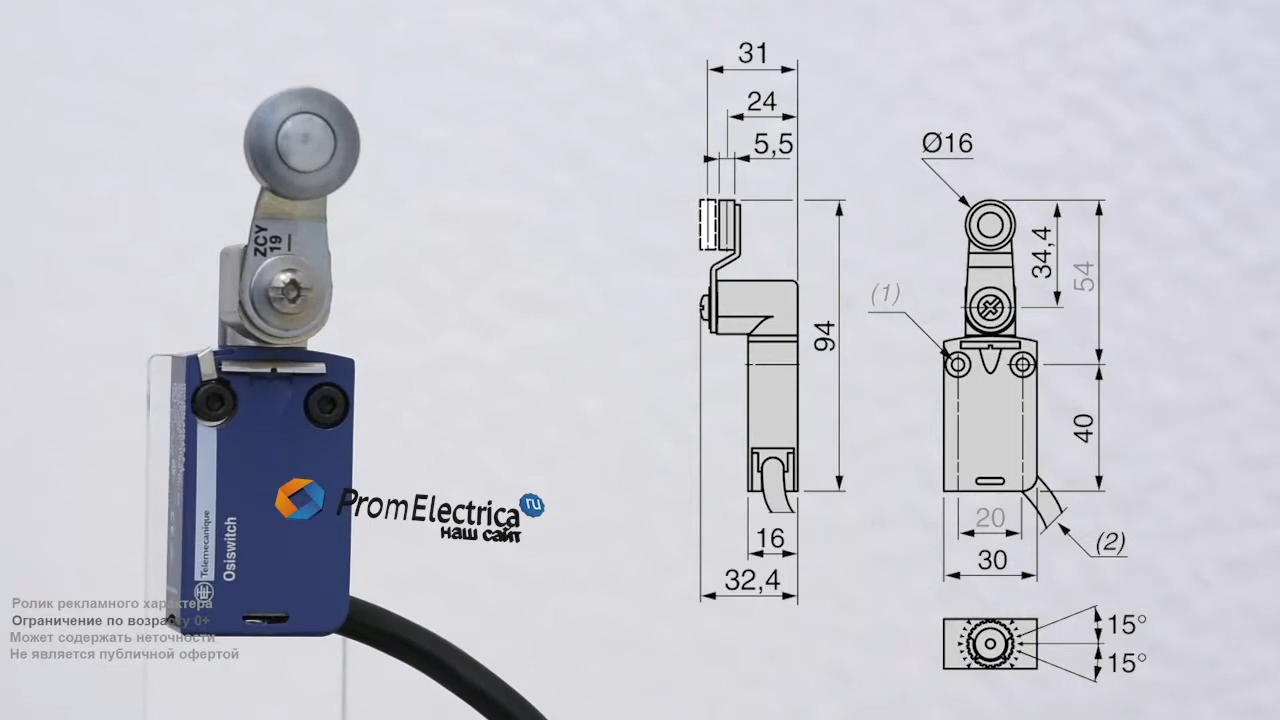 ZCY
19
Telemecanique
Osiswitch
PromElectrica
ru
наш сайт
Ролик рекламного характера
Ограничение по возрасту 0+
Может содержать неточности
Не является публичной офертой
31
24
5,5
94
16
32,4
Ø16
(1)
34,4
54
40
20
30
(2)
15°
15°